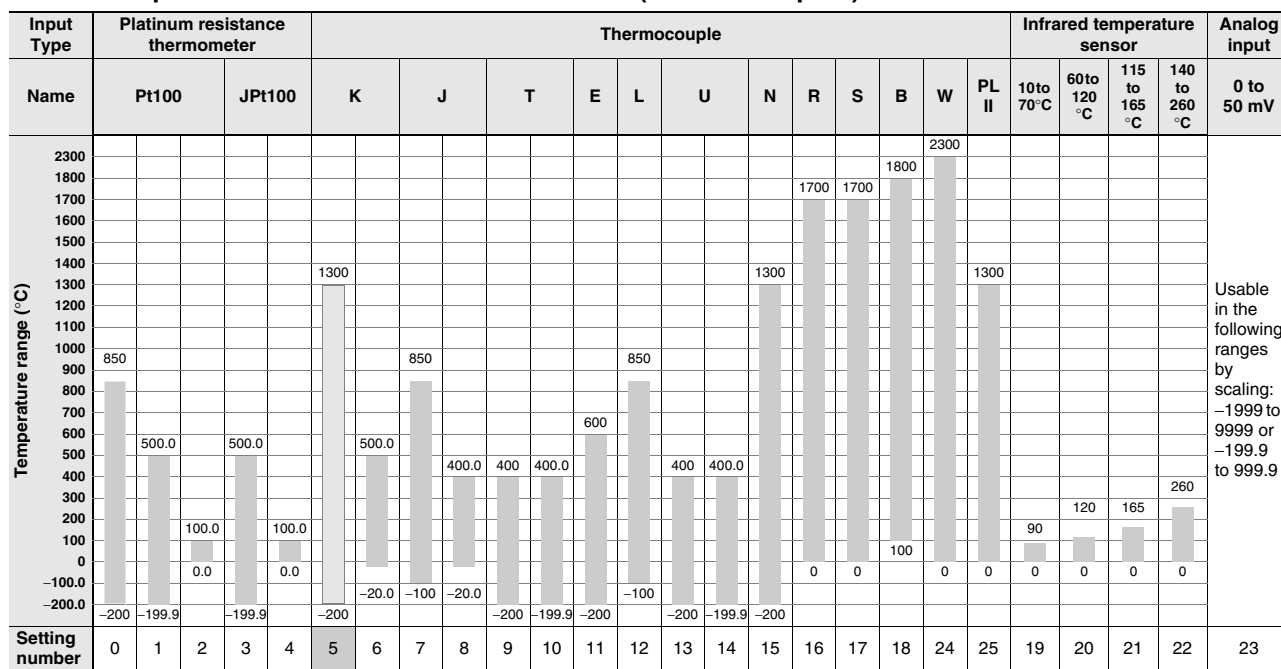 Input Type
Platinum resistance thermometer
Thermocouple
Infrared temperature sensor
Analog input
Name
Pt100 JPt100 K J T E L U N R S B W PL II 10 to 70°C 60 to 120 °C 115 to 165 °C 140 to 260 °C 0 to 50 mV
Temperature range (°C)
2300
1800
1700
1600
1500
1400
1300
1200
1100
1000
900
800
700
600
500
400
300
200
100
0
−100.0
−200.0
2300
1800
1700 1700
1300 1300 1300
850 850 850
600
500.0 500.0 500.0
400.0 400 400.0 400 400.0
260
120 165
100.0 100.0 90
100
0.0 0.0 0 0 0 0 0 0 0 0
−20.0 −100 −20.0 −100
−200 −199.9 −199.9 −200 −200 −199.9 −200 −200 −199.9 −200
Usable
in the
following
ranges
by
scaling:
−1999 to
9999 or
−199.9
to 999.9
Setting number
0 1 2 3 4 5 6 7 8 9 10 11 12 13 14 15 16 17 18 24 25 19 20 21 22 23